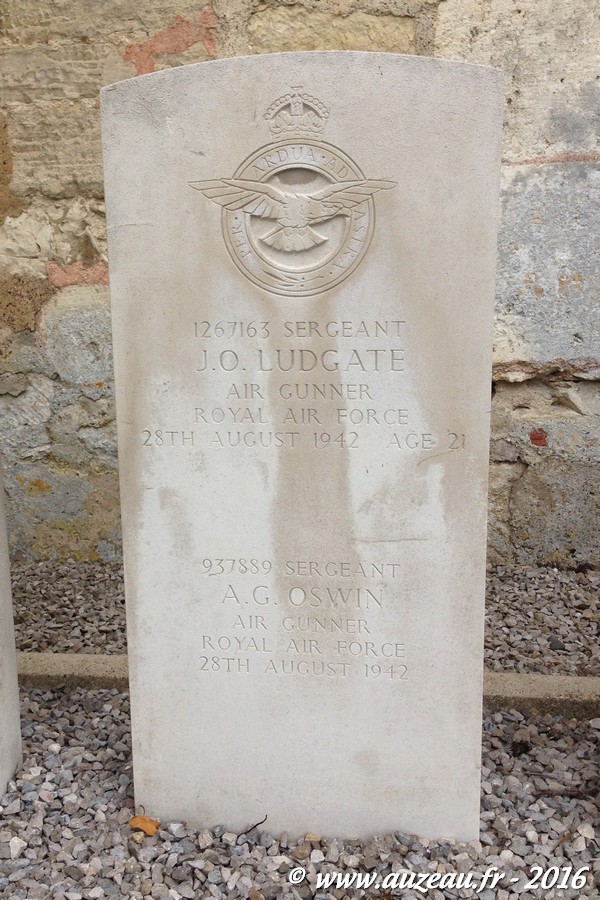 PER · ARDUA · AD ASTRA
1267163 SERGEANT
J.O. LUDGATE
AIR GUNNER
ROYAL AIR FORCE
28TH AUGUST 1942 AGE 21
937889 SERGEANT
A.G. OSWIN
AIR GUNNER
ROYAL AIR FORCE
28TH AUGUST 1942
© www.auzeau.fr - 2016